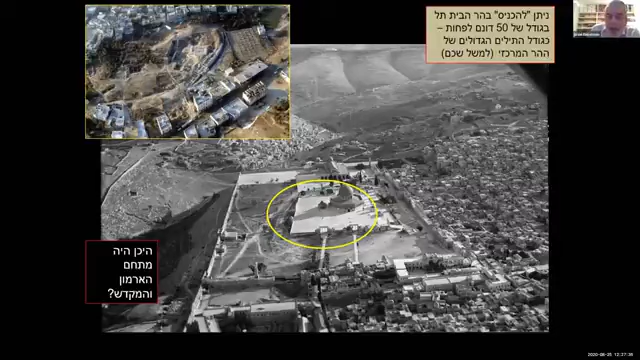 ניתן "להכניס" בהר הבית תל
בגודל של 50 דונם לפחות –
כגודל התילים הגדולים של
ההר המרכזי (למשל שכם)
היכן היה
מתחם
הארמון
והמקדש?